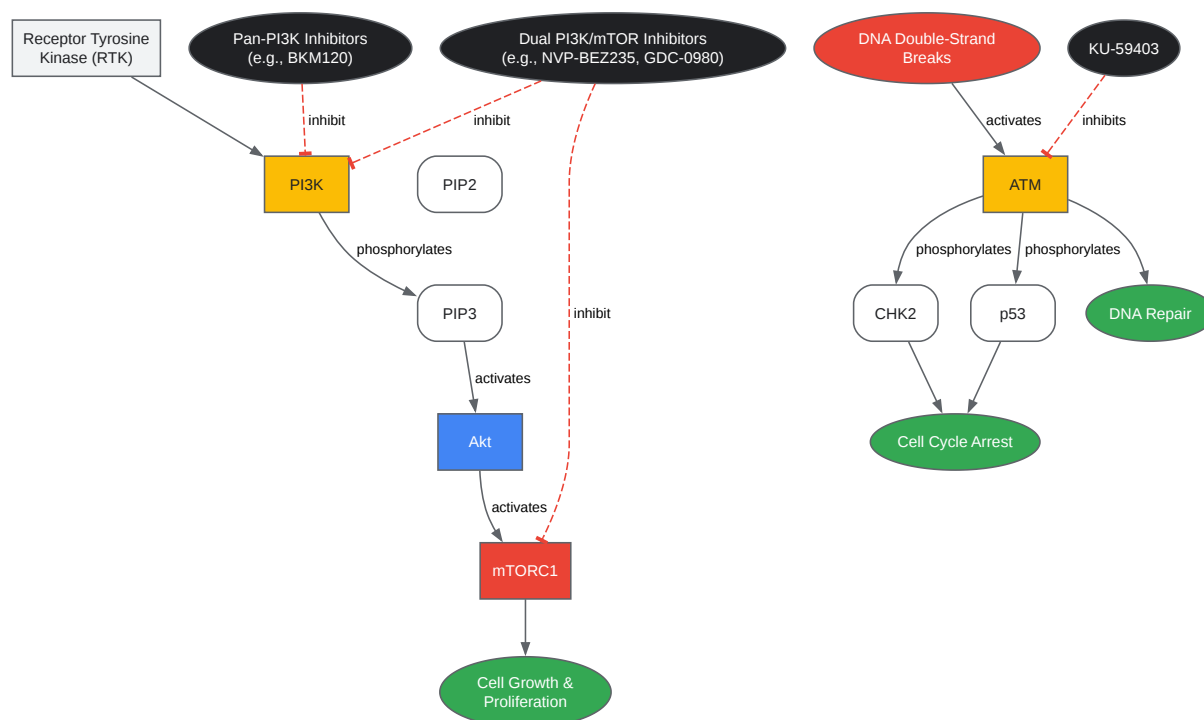 Receptor Tyrosine
Kinase (RTK)
Pan-PI3K Inhibitors
(e.g., BKM120)
Dual PI3K/mTOR Inhibitors
(e.g., NVP-BEZ235, GDC-0980)
DNA Double-Strand
Breaks
KU-59403
inhibit
inhibit
activates
inhibits
PI3K
PIP2
ATM
phosphorylates
phosphorylates
phosphorylates
PIP3
inhibit
CHK2
p53
DNA Repair
activates
Akt
Cell Cycle Arrest
activates
mTORC1
Cell Growth &
Proliferation